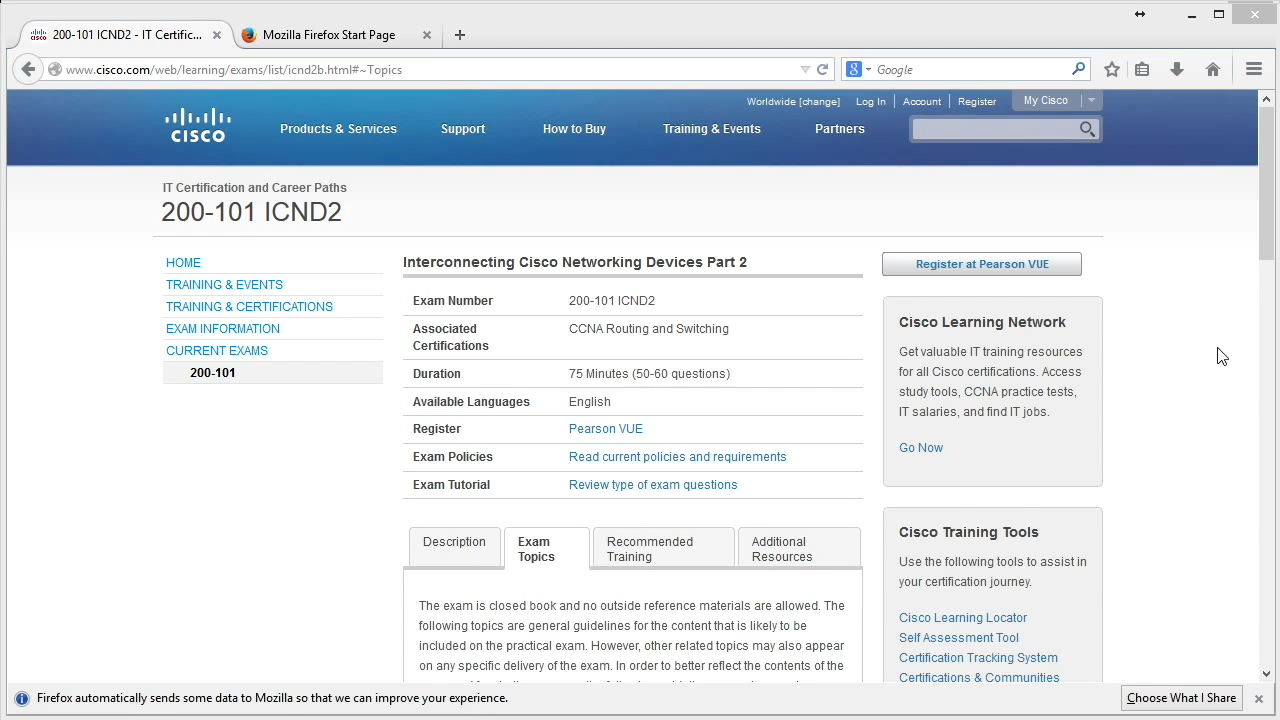 200-101 ICND2 - IT Certific...
Mozilla Firefox Start Page
www.cisco.com/web/learning/exams/list/icnd2b.html#~Topics
Google
Worldwide [change]
Log In
Account
Register
My Cisco
CISCO
Products & Services
Support
How to Buy
Training & Events
Partners
IT Certification and Career Paths
200-101 ICND2
HOME
TRAINING & EVENTS
TRAINING & CERTIFICATIONS
EXAM INFORMATION
CURRENT EXAMS
200-101
Interconnecting Cisco Networking Devices Part 2
Exam Number 200-101 ICND2
Associated Certifications CCNA Routing and Switching
Duration 75 Minutes (50-60 questions)
Available Languages English
Register Pearson VUE
Exam Policies Read current policies and requirements
Exam Tutorial Review type of exam questions
Description
Exam
Topics
Recommended
Training
Additional
Resources
The exam is closed book and no outside reference materials are allowed. The
following topics are general guidelines for the content that is likely to be
included on the practical exam. However, other related topics may also appear
on any specific delivery of the exam. In order to better reflect the contents of the
Register at Pearson VUE
Cisco Learning Network
Get valuable IT training resources
for all Cisco certifications. Access
study tools, CCNA practice tests,
IT salaries, and find IT jobs.
Go Now
Cisco Training Tools
Use the following tools to assist in
your certification journey.
Cisco Learning Locator
Self Assessment Tool
Certification Tracking System
Certifications & Communities
Firefox automatically sends some data to Mozilla so that we can improve your experience.
Choose What I Share